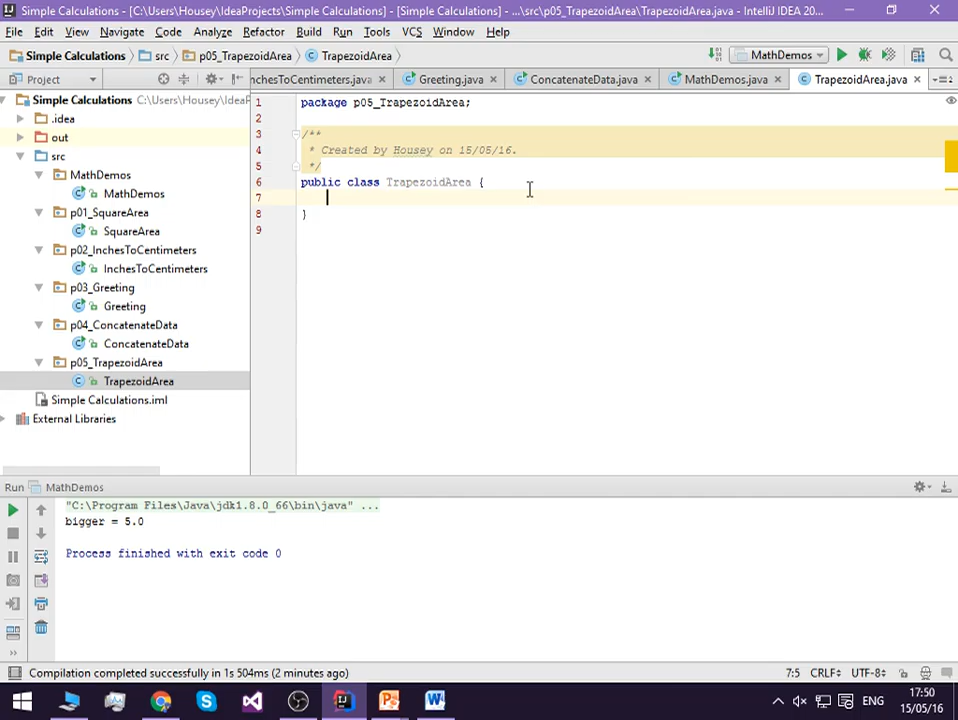 Simple Calculations - [C:\Users\Housey\IdeaProjects\Simple Calculations] - [Simple Calculations] - ...\src\p05_TrapezoidArea\TrapezoidArea.java - IntelliJ IDEA 20...
File Edit View Navigate Code Analyze Refactor Build Run Tools VCS Window Help
Simple Calculations src p05_TrapezoidArea TrapezoidArea MathDemos
Project nchesToCentimeters.java Greeting.java ConcatenateData.java MathDemos.java TrapezoidArea.java
Simple Calculations C:\Users\Housey\IdeaP
.idea
out
src
MathDemos
MathDemos
p01_SquareArea
SquareArea
p02_InchesToCentimeters
InchesToCentimeters
p03_Greeting
Greeting
p04_ConcatenateData
ConcatenateData
p05_TrapezoidArea
TrapezoidArea
Simple Calculations.iml
External Libraries
1 package p05_TrapezoidArea;
2
3 /**
4 * Created by Housey on 15/05/16.
5 */
6 public class TrapezoidArea {
7
8 }
9
Run MathDemos
"C:\Program Files\Java\jdk1.8.0_66\bin\java" ...
bigger = 5.0
Process finished with exit code 0
Compilation completed successfully in 1s 504ms (2 minutes ago) 7:5 CRLF UTF-8
ENG 17:50
15/05/16